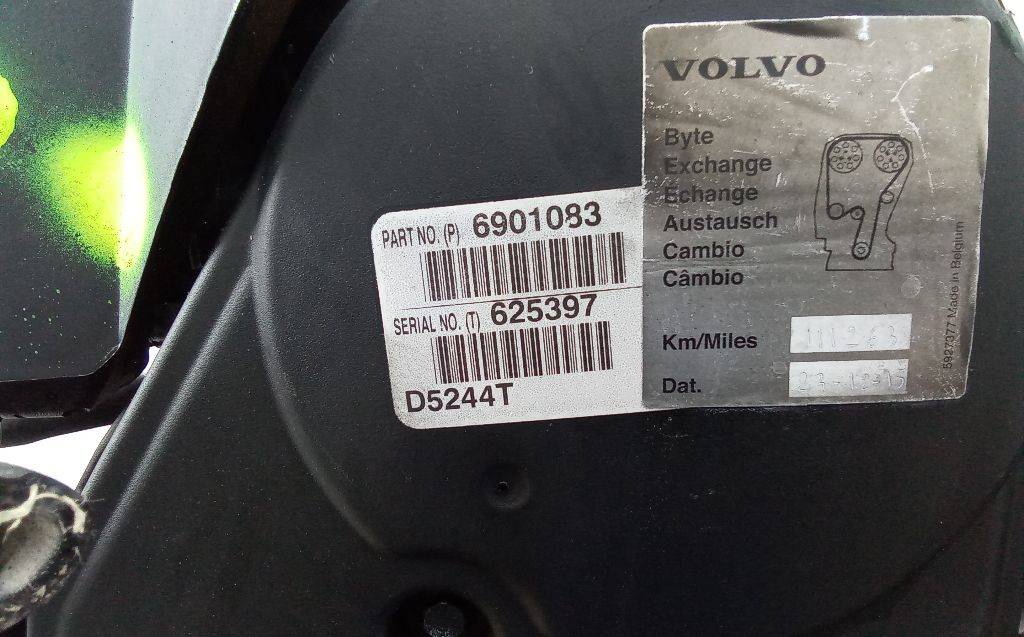 VOLVO
Byte
Exchange
Echange
Austausch
Cambio
Câmbio
Km/Miles
Dat.
5927377 Made in Belgium
PART NO. (P) 6901083
SERIAL NO. (T) 625397
D5244T